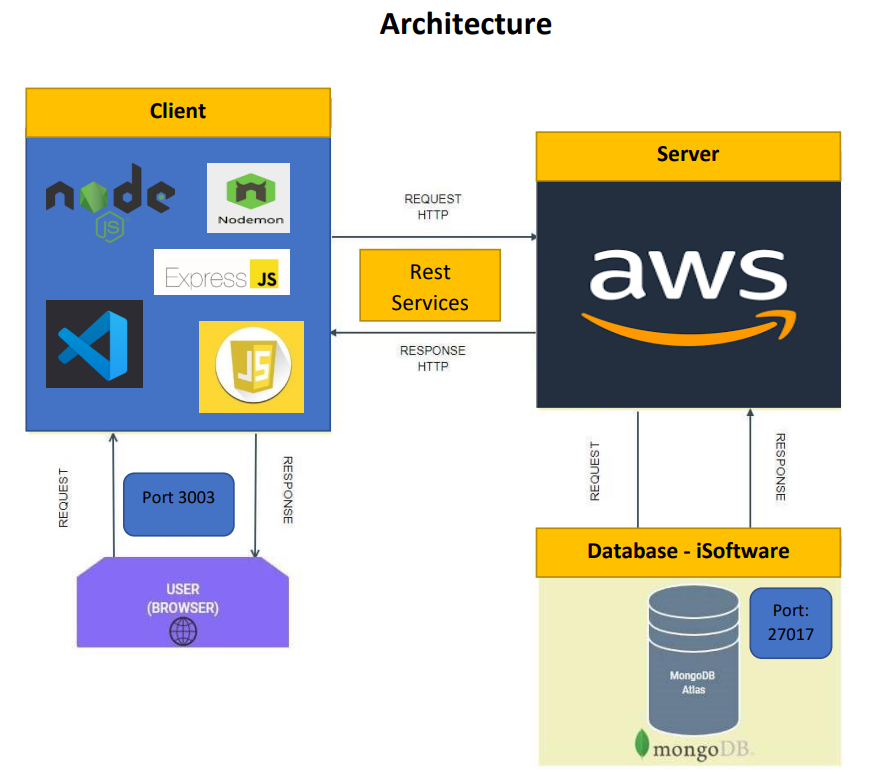 Architecture
Client
node
JS
Nodemon
Express JS
JS
REQUEST
HTTP
Rest
Services
RESPONSE
HTTP
Server
aws
REQUEST
Port 3003
RESPONSE
USER
(BROWSER)
REQUEST
RESPONSE
Database - iSoftware
MongoDB
Atlas
Port:
27017
mongoDB.